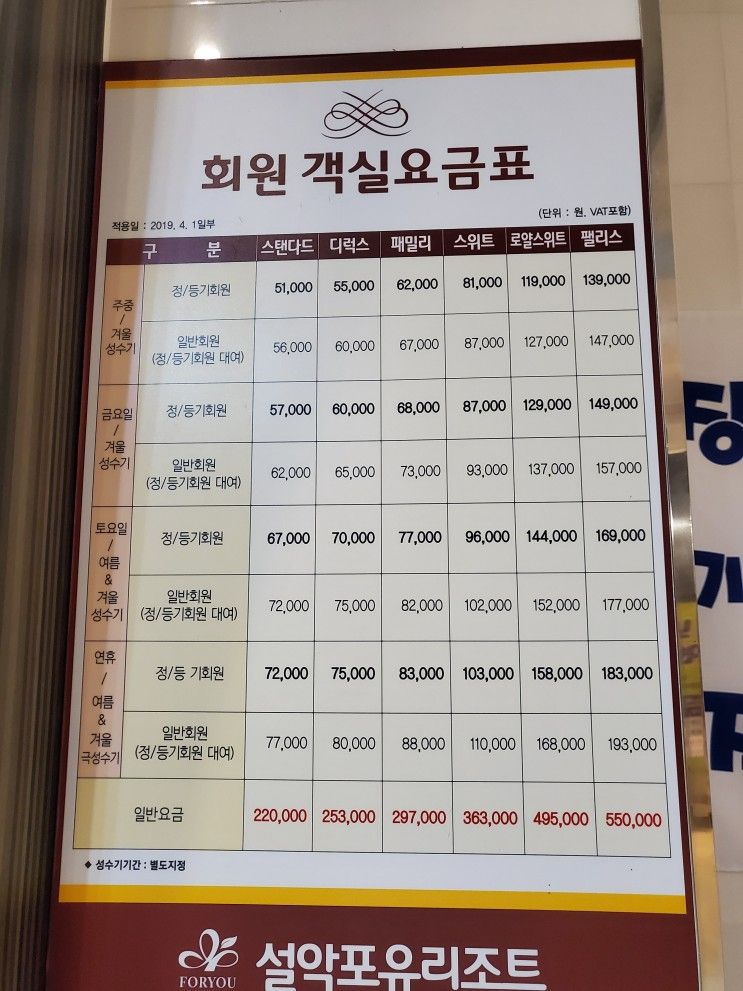 회원 객실요금표
적용일 : 2019. 4. 1일부
(단위 : 원, VAT포함)
구 분 스탠다드 디럭스 패밀리 스위트 로얄스위트 팰리스
주중
/
겨울
성수기
정/등기회원 51,000 55,000 62,000 81,000 119,000 139,000
일반회원
(정/등기회원 대여) 56,000 60,000 67,000 87,000 127,000 147,000
금요일
/
겨울
성수기
정/등기회원 57,000 60,000 68,000 87,000 129,000 149,000
일반회원
(정/등기회원 대여) 62,000 65,000 73,000 93,000 137,000 157,000
토요일
/
여름
&
겨울
성수기
정/등기회원 67,000 70,000 77,000 96,000 144,000 169,000
일반회원
(정/등기회원 대여) 72,000 75,000 82,000 102,000 152,000 177,000
연휴
/
여름
&
겨울
극성수기
정/등 기회원 72,000 75,000 83,000 103,000 158,000 183,000
일반회원
(정/등기회원 대여) 77,000 80,000 88,000 110,000 168,000 193,000
일반요금 220,000 253,000 297,000 363,000 495,000 550,000
◆ 성수기기간 : 별도지정
FORYOU 설악포유리조트